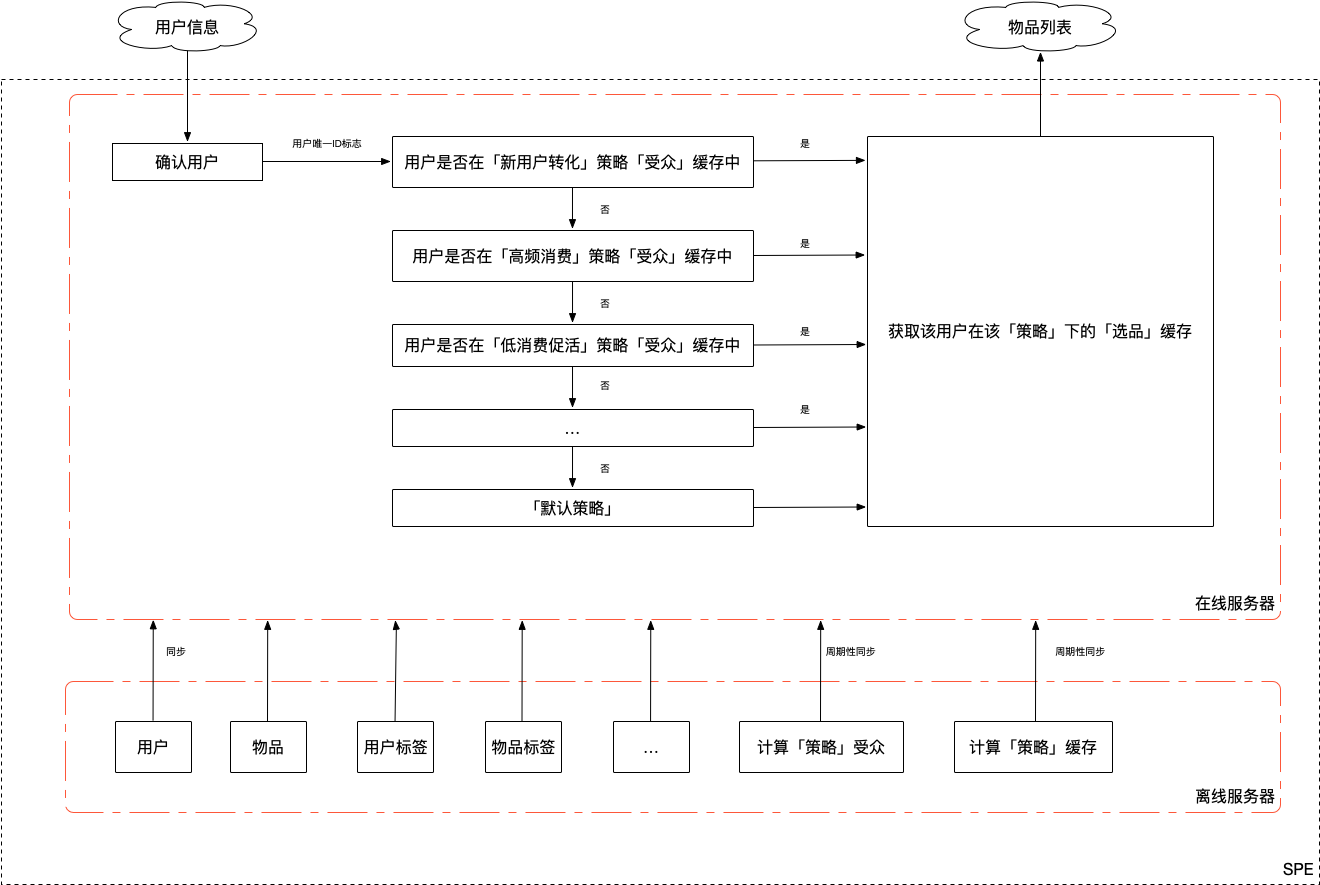 用户信息
物品列表
确认用户
用户唯一ID标志
用户是否在「新用户转化」策略「受众」缓存中
是
否
用户是否在「高频消费」策略「受众」缓存中
是
否
用户是否在「低消费促活」策略「受众」缓存中
是
否
...
是
否
「默认策略」
获取该用户在该「策略」下的「选品」缓存
在线服务器
同步
周期性同步
周期性同步
用户
物品
用户标签
物品标签
...
计算「策略」受众
计算「策略」缓存
离线服务器
SPE